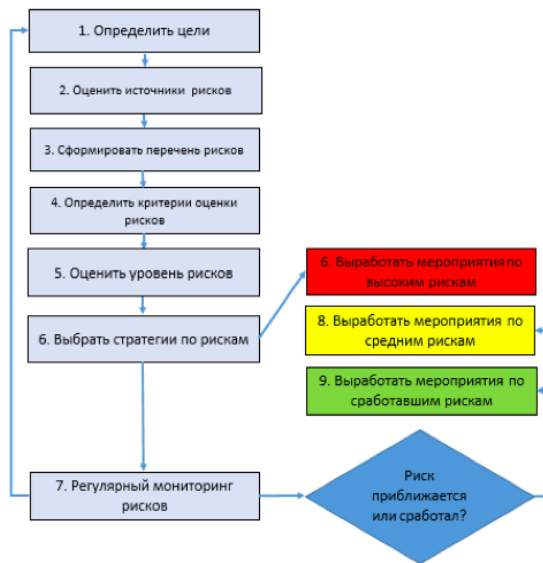 1. Определить цели
2. Оценить источники рисков
3. Сформировать перечень рисков
4. Определить критерии оценки
рисков
5. Оценить уровень рисков
6. Выбрать стратегии по рискам
6. Выработать мероприятия по
высоким рискам
8. Выработать мероприятия по
средним рискам
9. Выработать мероприятия по
сработавшим рискам
7. Регулярный мониторинг
рисков
Риск
приближается
или сработал?